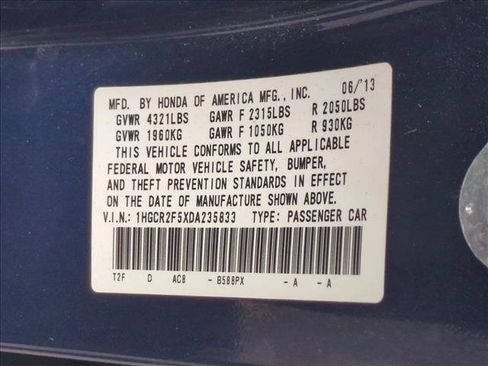 MFD. BY HONDA OF AMERICA MFG., INC. 06/'13
GVWR 4321LBS GAWR F 2315LBS R 2050LBS
GVWR 1960KG GAWR F 1050KG R 930KG
THIS VEHICLE CONFORMS TO ALL APPLICABLE
FEDERAL MOTOR VEHICLE SAFETY, BUMPER,
AND THEFT PREVENTION STANDARDS IN EFFECT
ON THE DATE OF MANUFACTURE SHOWN ABOVE.
V.I.N.: 1HGCR2F5XDA235833 TYPE: PASSENGER CAR
T2F D AC8 - B588PX - A - A